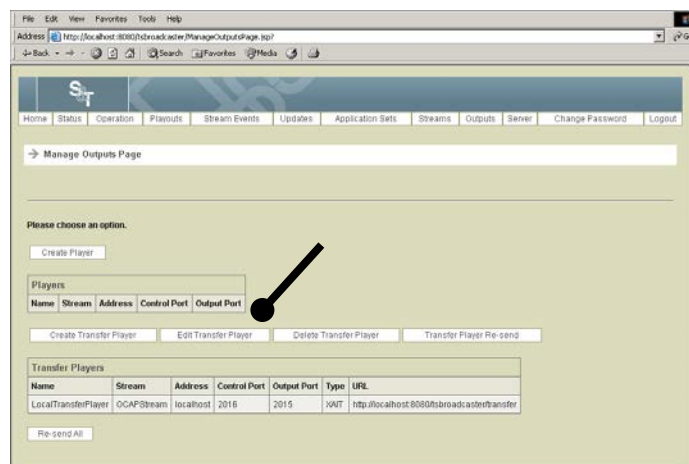 File Edit View Favorites Tools Help
Address http://localhost:8080/tsbroadcaster/ManageOutputsPage.jsp?
Back Search Favorites Media
S&T
Home Status Operation Playouts Stream Events Updates Application Sets Streams Outputs Server Change Password Logout
Manage Outputs Page
Please choose an option.
Create Player
Players
Name Stream Address Control Port Output Port
Create Transfer Player Edit Transfer Player Delete Transfer Player Transfer Player Re-send
Transfer Players
Name Stream Address Control Port Output Port Type URL
LocalTransferPlayer OCAPStream localhost 2016 2015 XAIT http://localhost:8080/tsbroadcaster/transfer
Re-send All